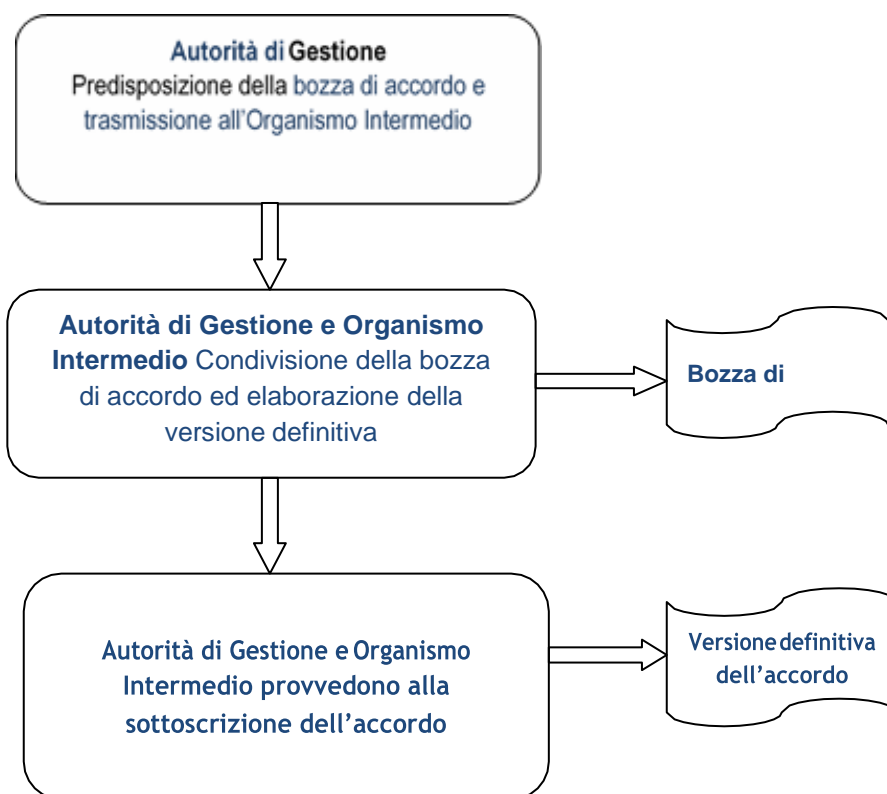 Autorità di Gestione
Predisposizione della bozza di accordo e
trasmissione all'Organismo Intermedio
Autorità di Gestione e Organismo
Intermedio Condivisione della bozza
di accordo ed elaborazione della
versione definitiva
Bozza di
Autorità di Gestione e Organismo
Intermedio provvedono alla
sottoscrizione dell'accordo
Versione definitiva
dell'accordo